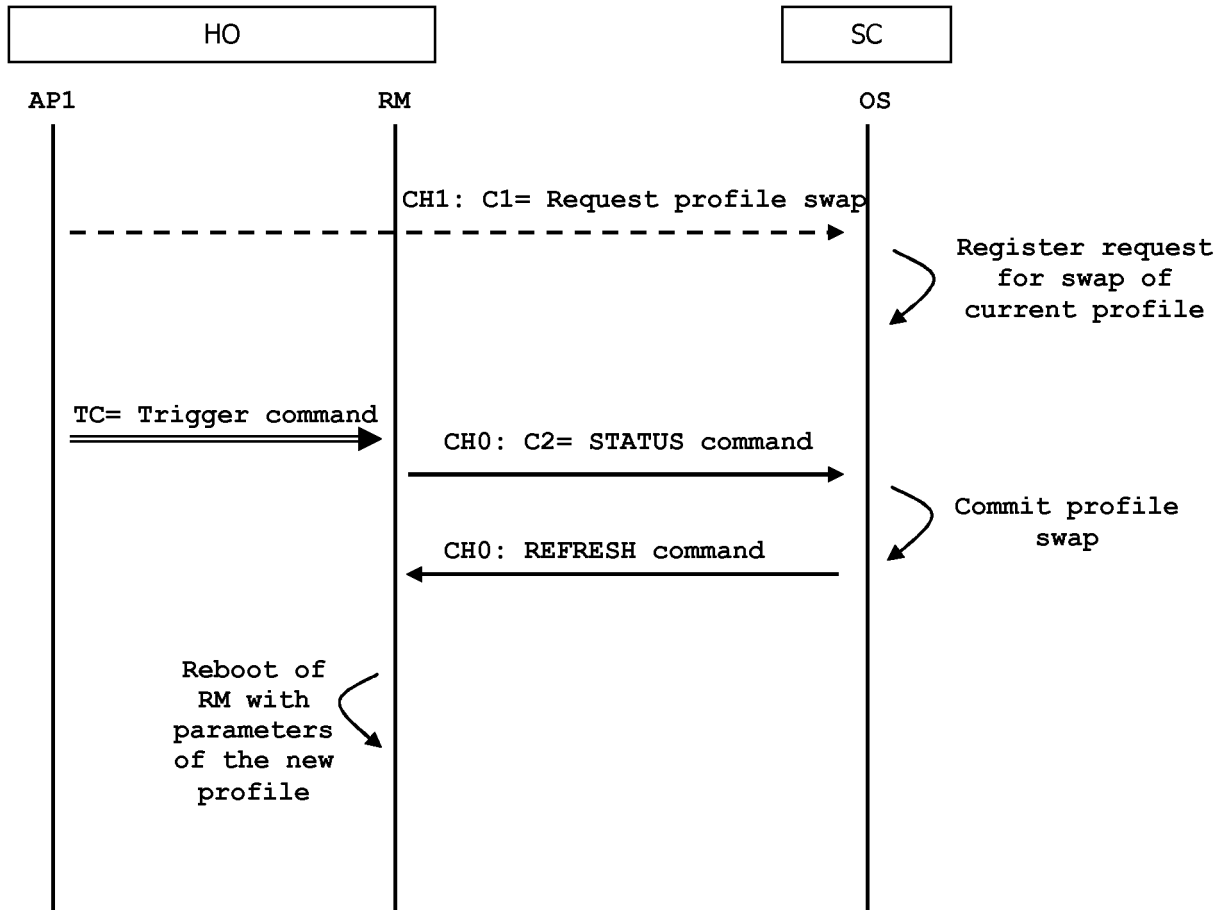 HO
SC
AP1
RM
OS
CH1: C1= Request profile swap
Register request
for swap of
current profile
TC= Trigger command
CH0: C2= STATUS command
Commit profile
swap
CH0: REFRESH command
Reboot of
RM with
parameters
of the new
profile